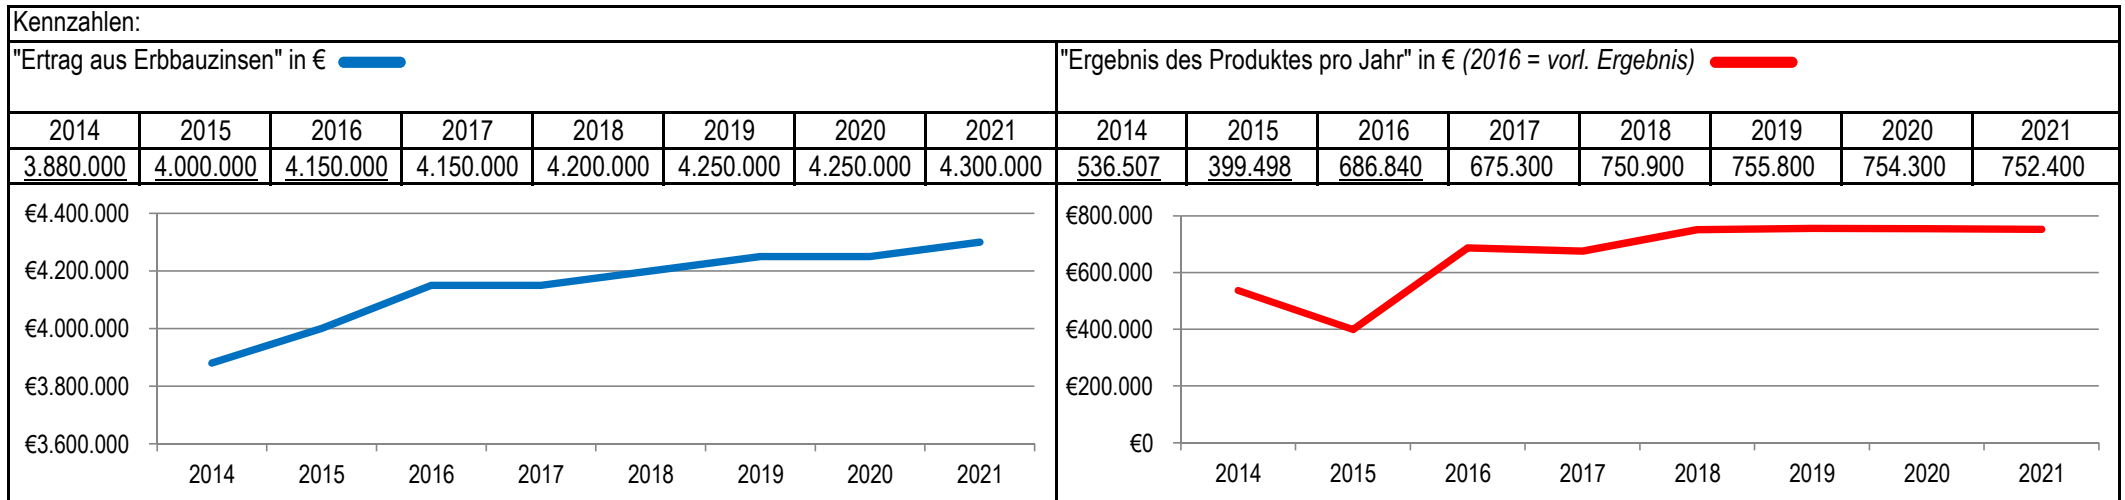 Kennzahlen:
"Ertrag aus Erbbauzinsen" in €
"Ergebnis des Produktes pro Jahr" in € (2016 = vorl. Ergebnis)
2014 2015 2016 2017 2018 2019 2020 2021
3.880.000 4.000.000 4.150.000 4.150.000 4.200.000 4.250.000 4.250.000 4.300.000
2014 2015 2016 2017 2018 2019 2020 2021
536.507 399.498 686.840 675.300 750.900 755.800 754.300 752.400
€4.400.000
€4.200.000
€4.000.000
€3.800.000
€3.600.000
2014 2015 2016 2017 2018 2019 2020 2021
€800.000
€600.000
€400.000
€200.000
€0
2014 2015 2016 2017 2018 2019 2020 2021